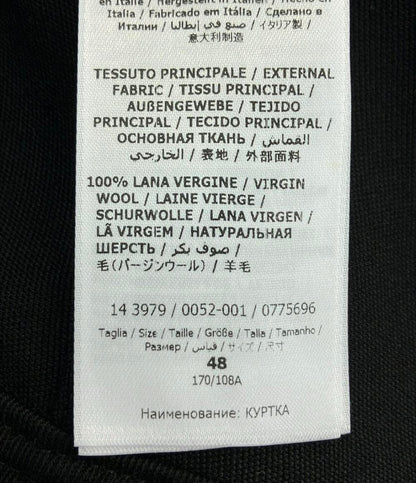 en Italie / Hergestellt in Italien / Hecho en
Italia / Fabricado em Itália / Сделано в
Италии / صنع في إيطاليا / イタリア製 /
意大利制造
TESSUTO PRINCIPALE / EXTERNAL
FABRIC / TISSU PRINCIPAL /
AUßENGEWEBE / TEJIDO
PRINCIPAL / TECIDO PRINCIPAL /
ОСНОВНАЯ ТКАНЬ / القماش
الخارجي / 表地 / 外部面料
100% LANA VERGINE / VIRGIN
WOOL / LAINE VIERGE /
SCHURWOLLE / LANA VIRGEN /
LÃ VIRGEM / НАТУРАЛЬНАЯ
ШЕРСТЬ / صوف بكر /
毛(バージンウール) / 羊毛
14 3979 / 0052-001 / 0775696
Taglia / Size / Taille / Größe / Talla / Tamanho /
Размер / قياس / サイズ / 尺寸
48
170/108A
Наименование: КУРТКА